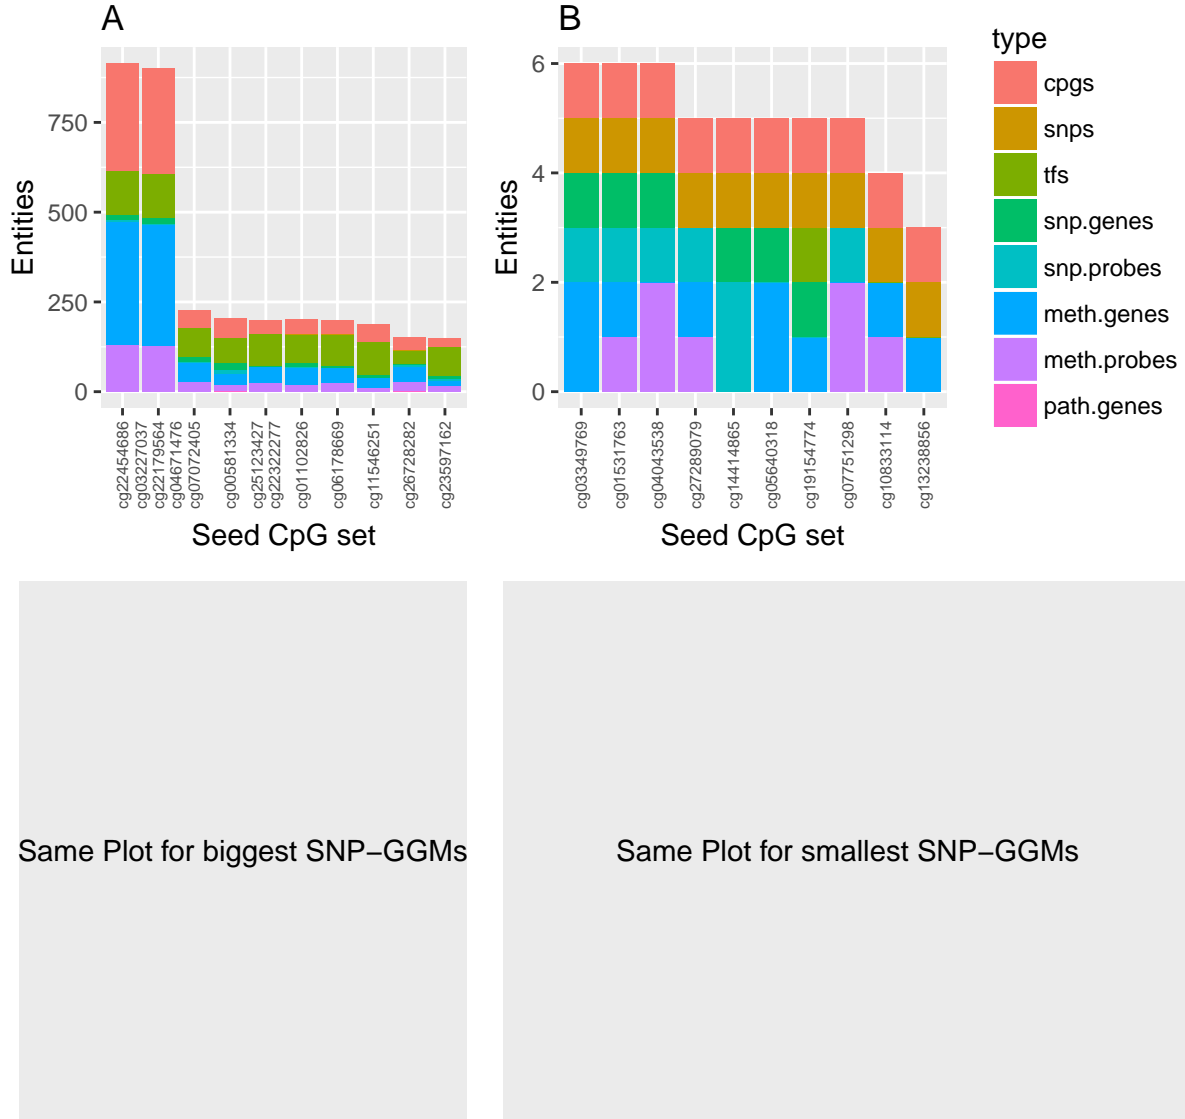 A
Entities
750
500
250
0
cg22454686
cg03227037
cg22179564
cg04671476
cg07072405
cg00581334
cg25123427
cg22322277
cg01102826
cg06178669
cg11546251
cg26728282
cg23597162
Seed CpG set
B
Entities
6
4
2
0
cg03349769
cg01531763
cg04043538
cg27289079
cg14414865
cg05640318
cg19154774
cg07751298
cg10833114
cg13238856
Seed CpG set
type
cpgs
snps
tfs
snp.genes
snp.probes
meth.genes
meth.probes
path.genes
Same Plot for biggest SNP−GGMs
Same Plot for smallest SNP−GGMs